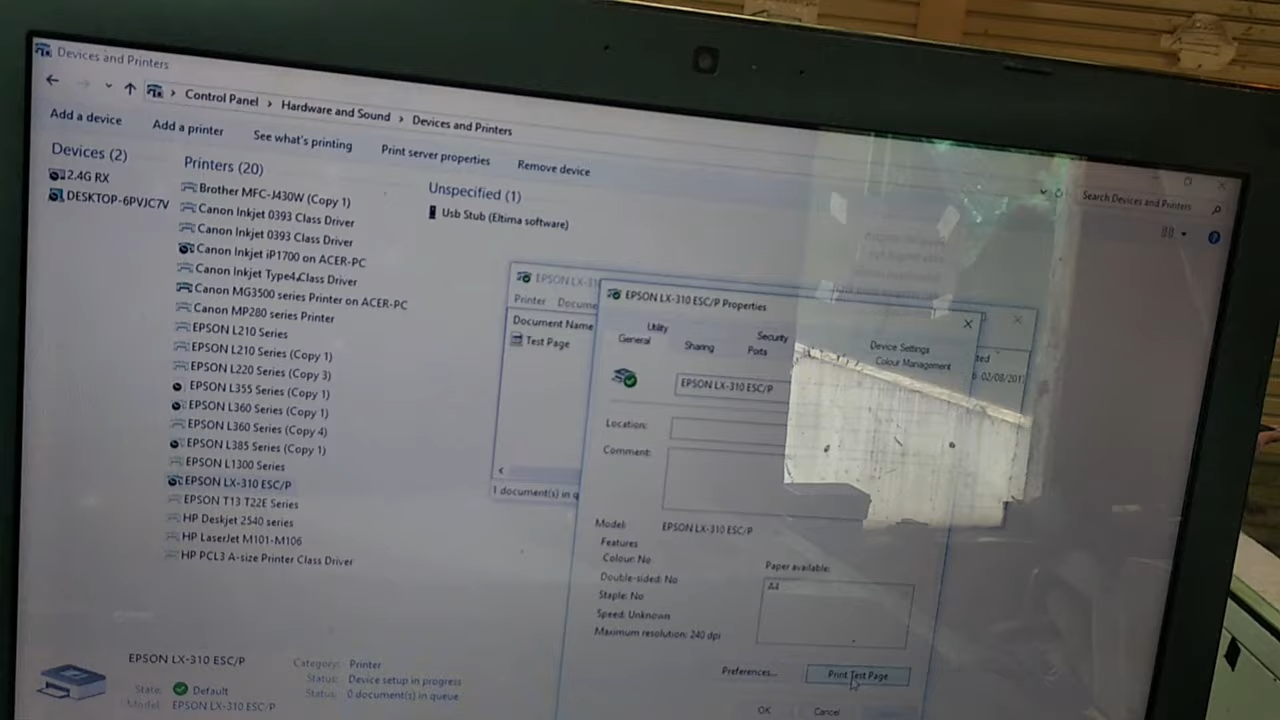 Devices and Printers
Control Panel > Hardware and Sound > Devices and Printers
Search Devices and Printers
Add a device
Add a printer
See what's printing
Print server properties
Remove device
Devices (2)
2.4G RX
DESKTOP-6PVJC7V
Printers (20)
Brother MFC-J430W (Copy 1)
Canon Inkjet 0393 Class Driver
Canon Inkjet 0393 Class Driver
Canon Inkjet iP1700 on ACER-PC
Canon Inkjet Type4 Class Driver
Canon MG3500 series Printer on ACER-PC
Canon MP280 series Printer
EPSON L210 Series
EPSON L210 Series (Copy 1)
EPSON L220 Series (Copy 3)
EPSON L355 Series (Copy 1)
EPSON L360 Series (Copy 1)
EPSON L360 Series (Copy 4)
EPSON L385 Series (Copy 1)
EPSON L1300 Series
EPSON LX-310 ESC/P
EPSON T13 T22E Series
HP Deskjet 2540 series
HP LaserJet M101-M106
HP PCL3 A-size Printer Class Driver
Unspecified (1)
Usb Stub (Eltima software)
EPSON LX-31
Printer Docume
Document Name
Test Page
1 document(s) in q
02/08/201
EPSON LX-310 ESC/P Properties
Utility
Security
Device Settings
General
Sharing
Ports
Colour Management
EPSON LX-310 ESC/P
Location:
Comment:
Model: EPSON LX-310 ESC/P
Features
Colour: No
Double-sided: No
Staple: No
Speed: Unknown
Maximum resolution: 240 dpi
Paper available:
A4
Preferences...
Print Test Page
OK
Cancel
EPSON LX-310 ESC/P
State: Default
Model: EPSON LX-310 ESC/P
Category: Printer
Status: Device setup in progress
Status: 0 document(s) in queue